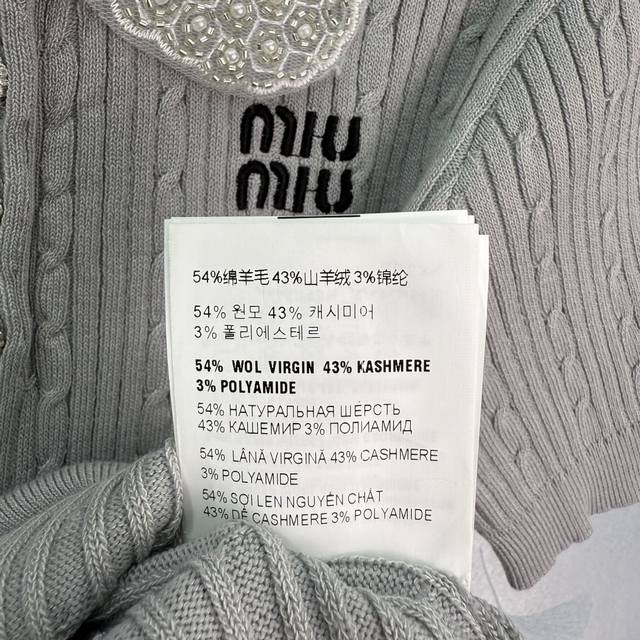 miu
miu
54%绵羊毛 43%山羊绒 3%锦纶
54% 원모 43% 캐시미어
3% 폴리에스테르
54% WOL VIRGIN 43% KASHMERE
3% POLYAMIDE
54% НАТУРАЛЬНАЯ ШЕРСТЬ
43% КАШЕМИР 3% ПОЛИАМИД
54% LÂNĂ VIRGINĂ 43% CASHMERE
3% POLYAMIDE
54% SỢI LEN NGUYÊN CHẤT
43% DÊ CASHMERE 3% POLYAMIDE